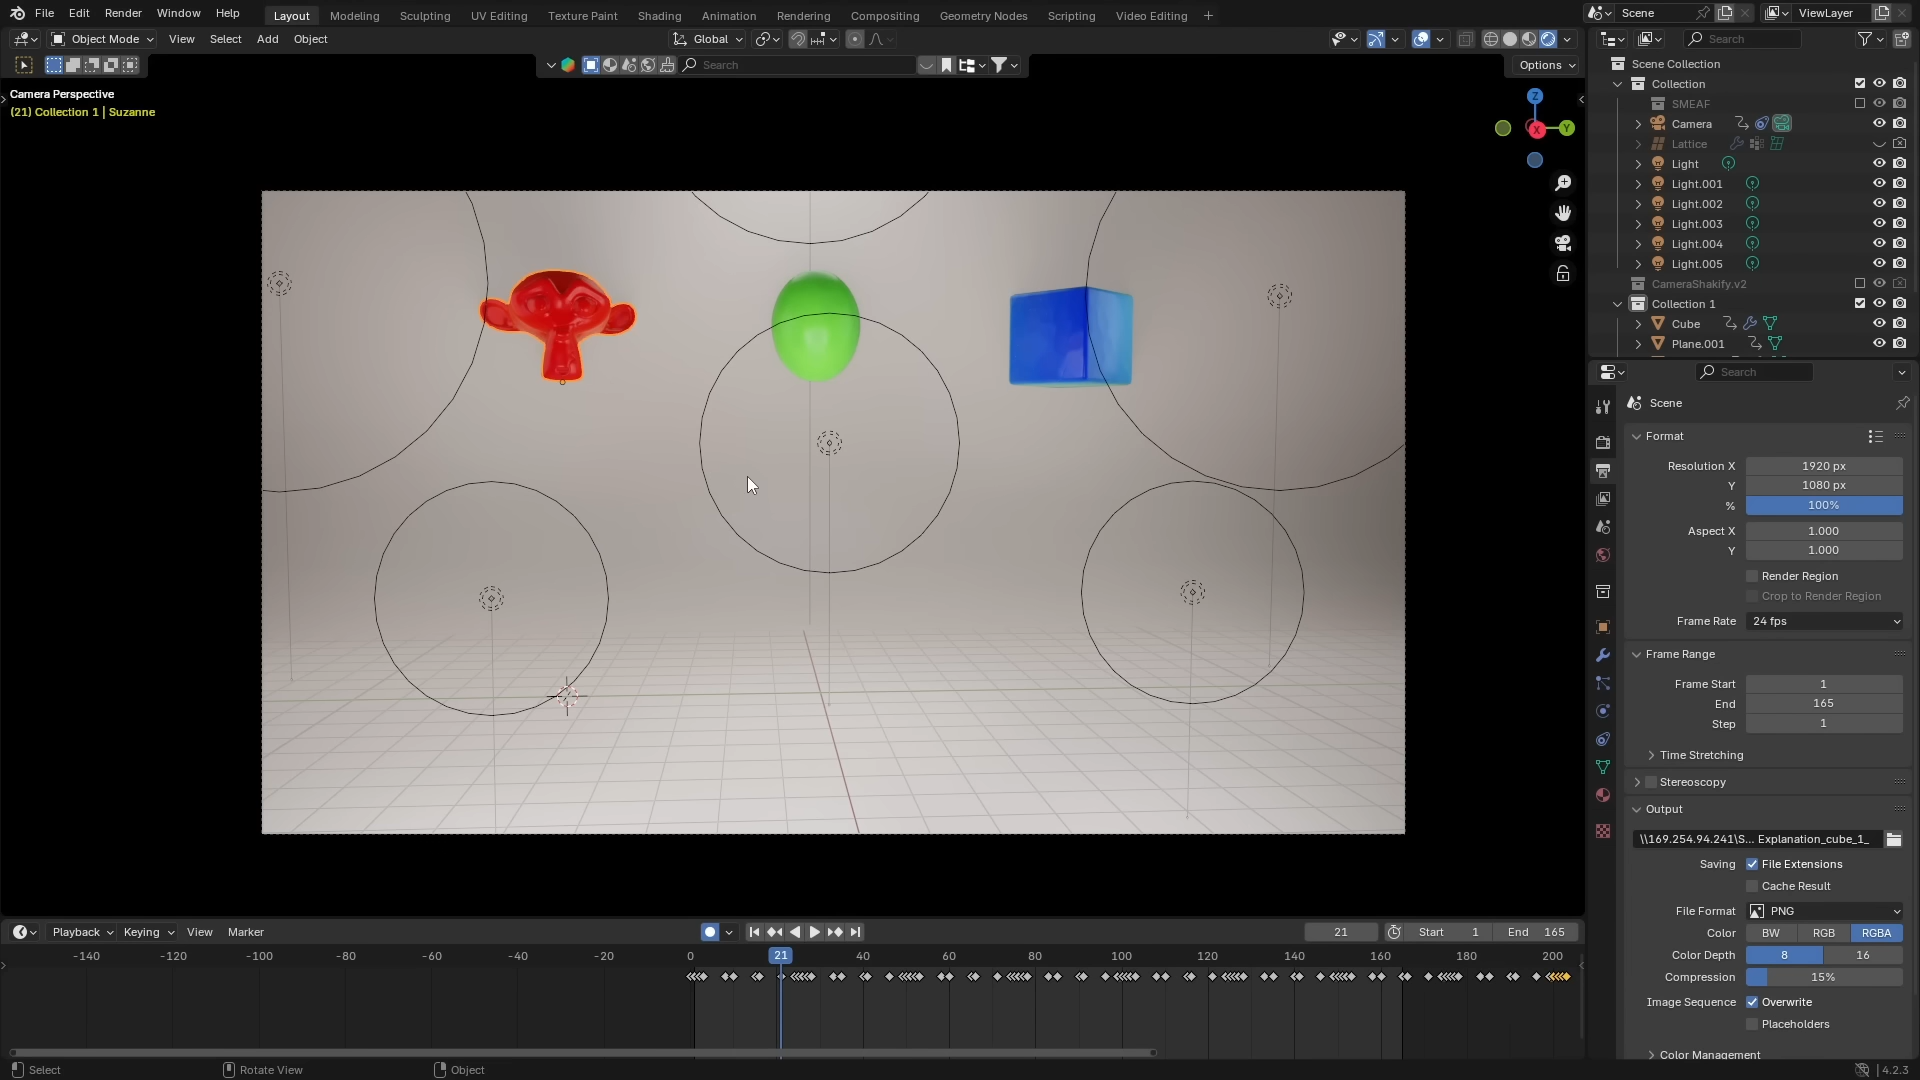 File Edit Render Window Help Layout Modeling Sculpting UV Editing Texture Paint Shading Animation Rendering Compositing Geometry Nodes Scripting Video Editing Scene ViewLayer
Object Mode View Select Add Object Global Search
Search Options
Camera Perspective
(21) Collection 1 | Suzanne
Z
X
Y
Scene Collection
Collection
SMEAF
Camera
Lattice
Light
Light.001
Light.002
Light.003
Light.004
Light.005
CameraShakify.v2
Collection 1
Cube
Plane.001
Search
Scene
Format
Resolution X 1920 px
Y 1080 px
% 100%
Aspect X 1.000
Y 1.000
Render Region
Crop to Render Region
Frame Rate 24 fps
Frame Range
Frame Start 1
End 165
Step 1
Time Stretching
Stereoscopy
Output
\\169.254.94.241\S... Explanation_cube_1_
Saving File Extensions
Cache Result
File Format PNG
Color BW RGB RGBA
Color Depth 8 16
Compression 15%
Image Sequence Overwrite
Placeholders
Color Management
Playback Keying View Marker 21 Start 1 End 165
-140 -120 -100 -80 -60 -40 -20 0 21 40 60 80 100 120 140 160 180 200
Select Rotate View Object 4.2.3